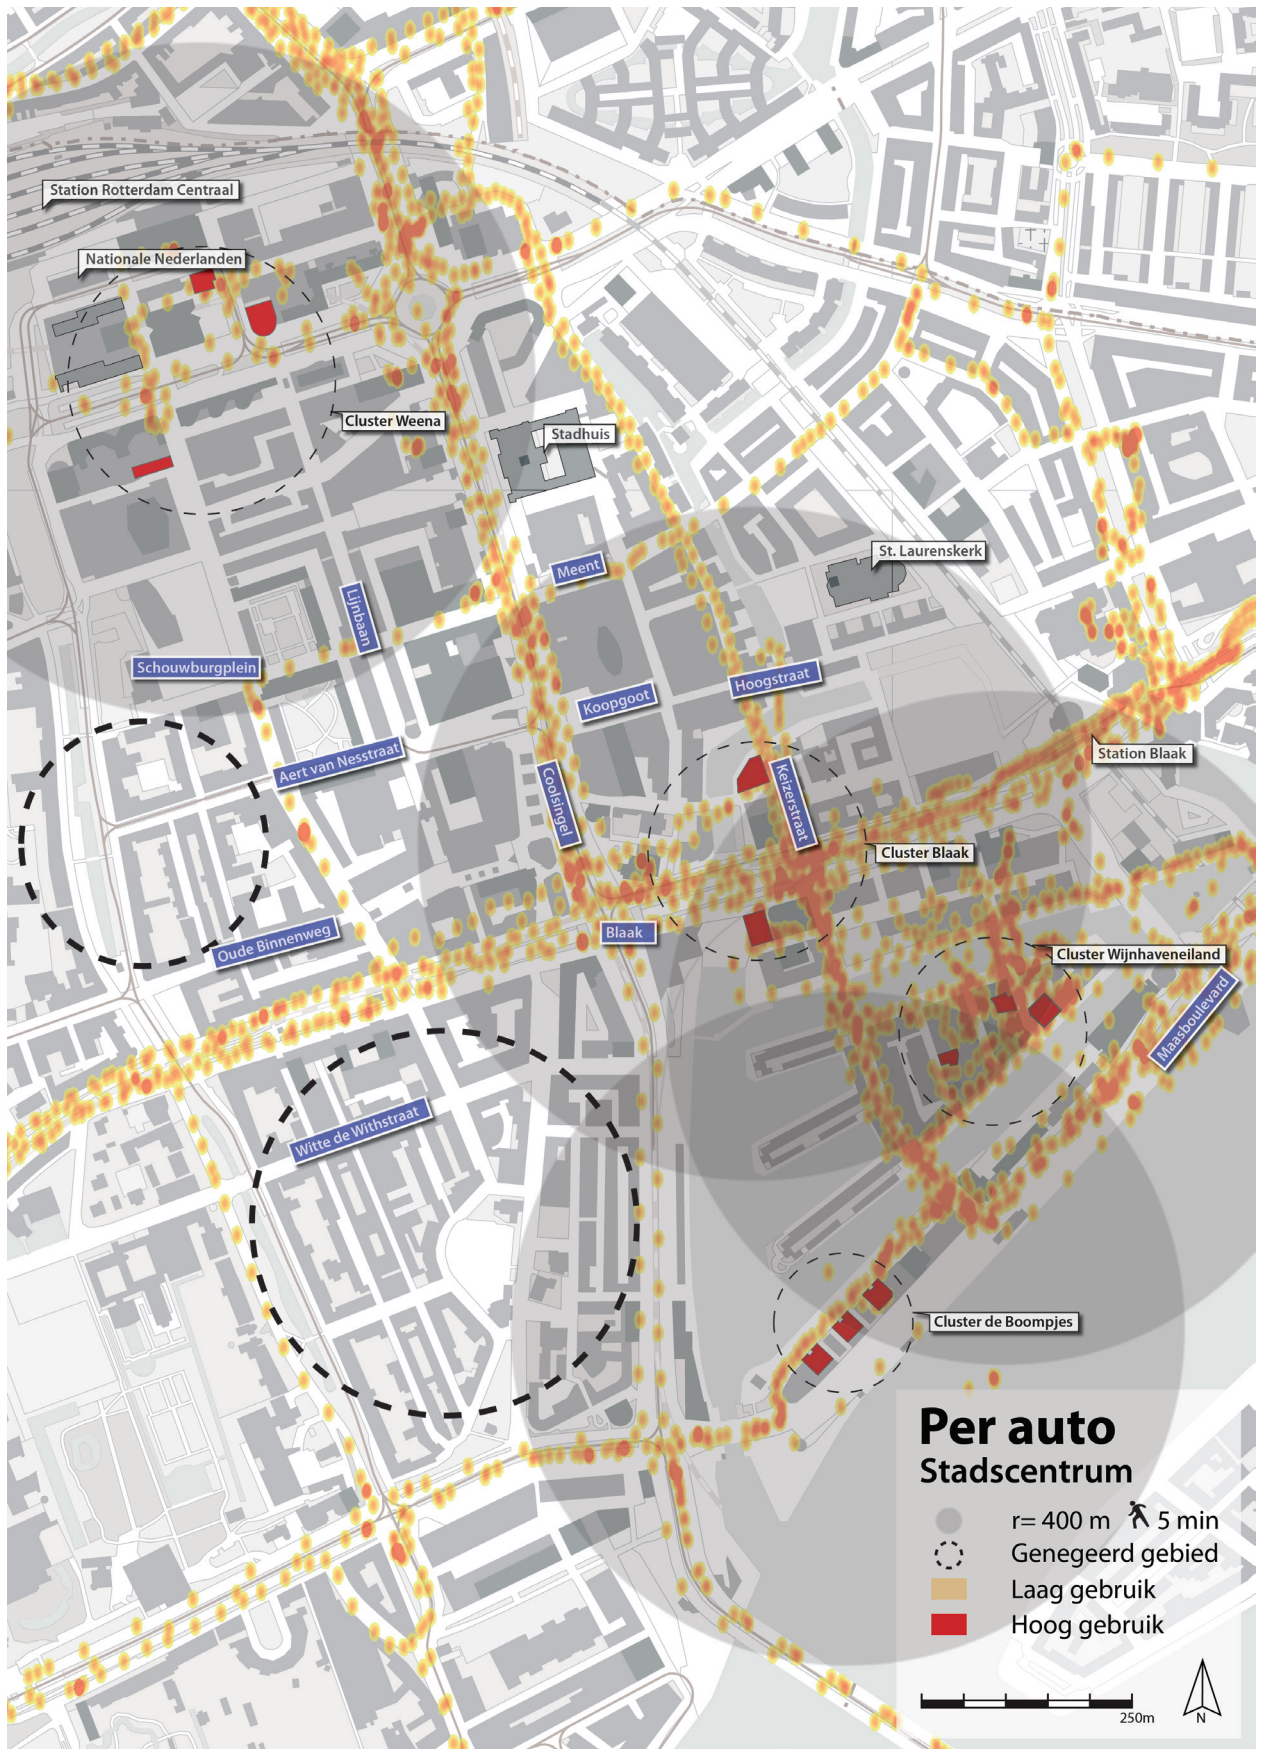 Station Rotterdam Centraal
Nationale Nederlanden
Cluster Weena
Stadhuis
St. Laurenskerk
Meent
Lijnbaan
Schouwburgplein
Hoogstraat
Koopgoot
Aert van Nesstraat
Station Blaak
Coolsingel
Keizerstraat
Cluster Blaak
Oude Binnenweg
Blaak
Cluster Wijnhaveneiland
Maasboulevard
Witte de Withstraat
Cluster de Boompjes
Per auto
Stadscentrum
r= 400 m 5 min
Genegeerd gebied
Laag gebruik
Hoog gebruik
250m
N